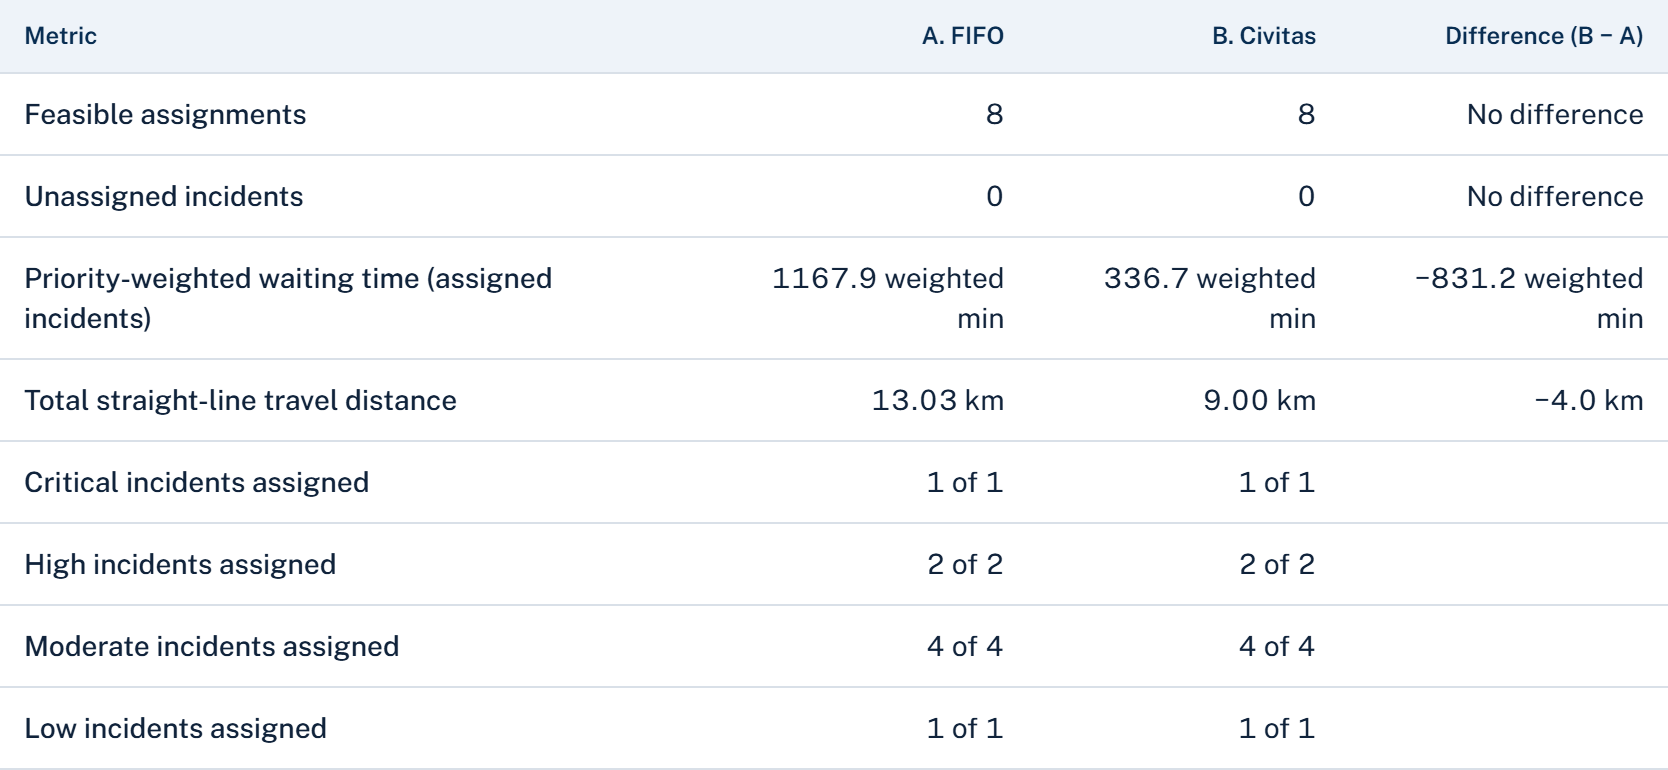 Metric A. FIFO B. Civitas Difference (B − A)
Feasible assignments 8 8 No difference
Unassigned incidents 0 0 No difference
Priority-weighted waiting time (assigned 1167.9 weighted 336.7 weighted −831.2 weighted
incidents) min min min
Total straight-line travel distance 13.03 km 9.00 km −4.0 km
Critical incidents assigned 1 of 1 1 of 1
High incidents assigned 2 of 2 2 of 2
Moderate incidents assigned 4 of 4 4 of 4
Low incidents assigned 1 of 1 1 of 1